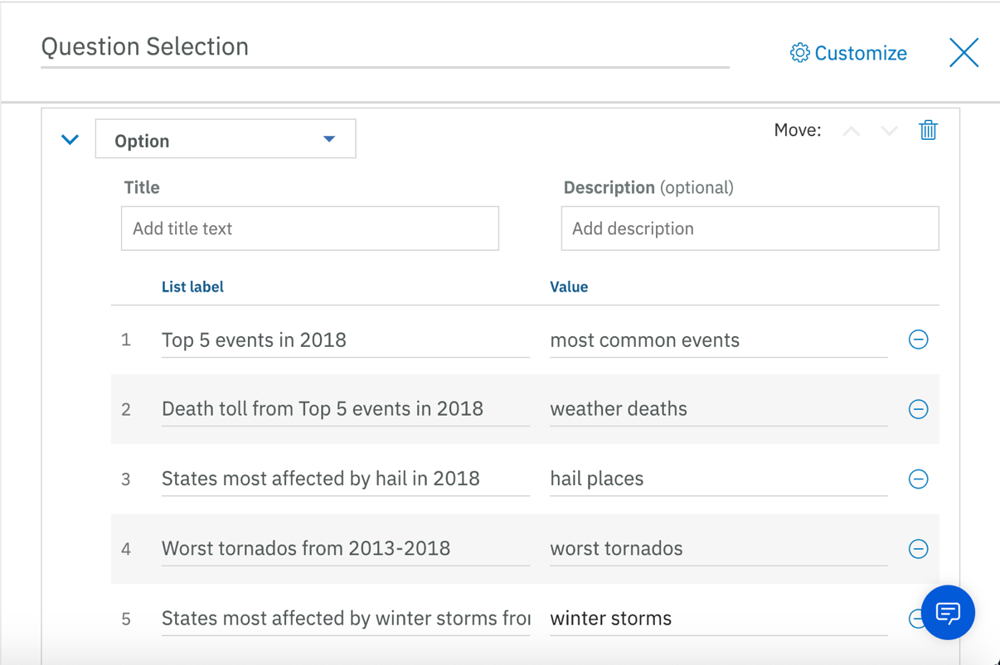 Question Selection
Customize
Option
Move:
Title
Description (optional)
Add title text
Add description
List label
Value
1 Top 5 events in 2018 most common events
2 Death toll from Top 5 events in 2018 weather deaths
3 States most affected by hail in 2018 hail places
4 Worst tornados from 2013-2018 worst tornados
5 States most affected by winter storms winter storms